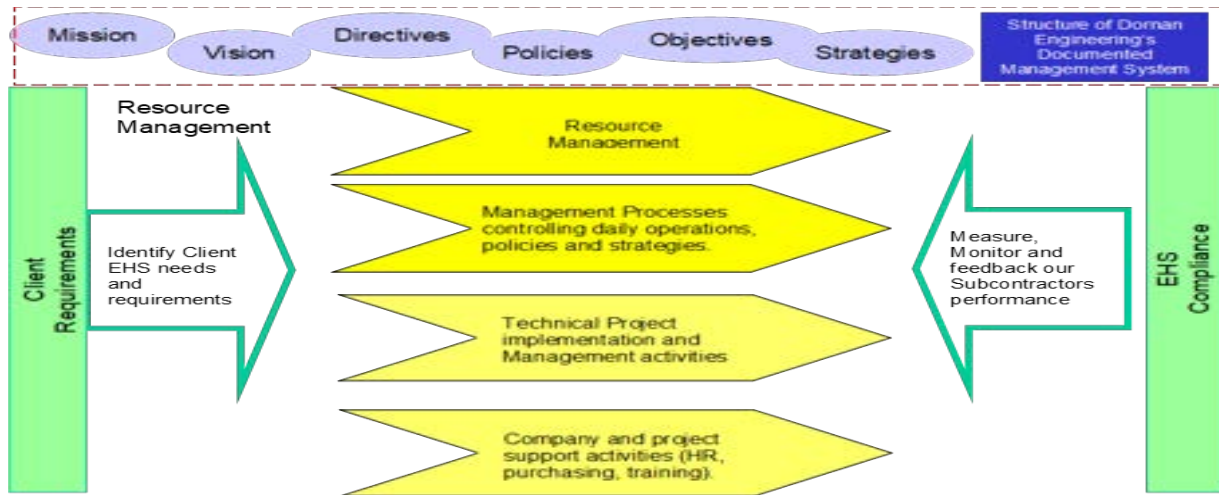 Mission
Vision
Directives
Policies
Objectives
Strategies
Structure of Dornan
Engineering's
Documented
Management System
Client
Requirements
Resource
Management
Identify Client
EHS needs
and
requirements
Resource
Management
Management Processes
controlling daily operations,
policies and strategies.
Technical Project
implementation and
Management activities
Company and project
support activities (HR,
purchasing, training).
Measure,
Monitor and
feedback our
Subcontractors
performance
EHS
Compliance